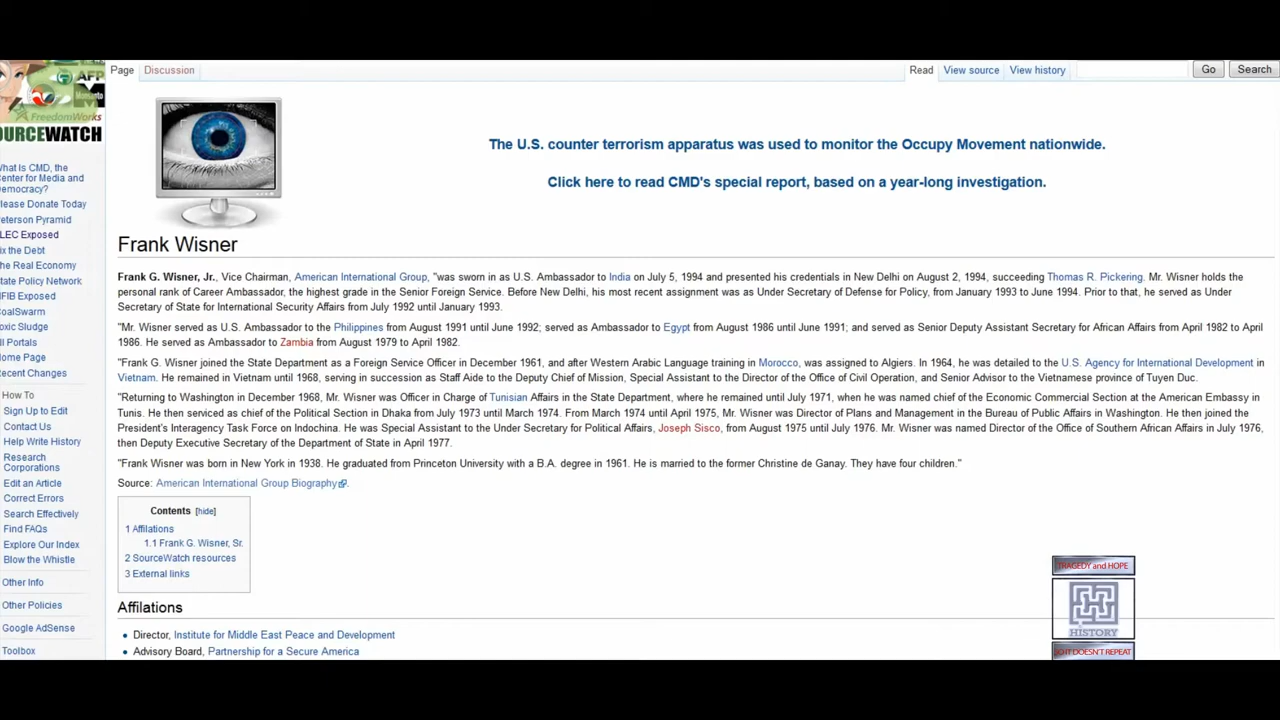 AFP
Monsanto
FreedomWorks
OURCEWATCH
Page
Discussion
Read
View source
View history
Go
Search
hat Is CMD, the
enter for Media and
emocracy?
lease Donate Today
eterson Pyramid
LEC Exposed
ix the Debt
he Real Economy
tate Policy Network
FIB Exposed
oalSwarm
oxic Sludge
ll Portals
ome Page
ecent Changes
How To
Sign Up to Edit
Contact Us
Help Write History
Research
Corporations
Edit an Article
Correct Errors
Search Effectively
Find FAQs
Explore Our Index
Blow the Whistle
Other Info
Other Policies
Google AdSense
Toolbox
The U.S. counter terrorism apparatus was used to monitor the Occupy Movement nationwide.
Click here to read CMD's special report, based on a year-long investigation.
Frank Wisner
Frank G. Wisner, Jr., Vice Chairman, American International Group, "was sworn in as U.S. Ambassador to India on July 5, 1994 and presented his credentials in New Delhi on August 2, 1994, succeeding Thomas R. Pickering. Mr. Wisner holds the
personal rank of Career Ambassador, the highest grade in the Senior Foreign Service. Before New Delhi, his most recent assignment was as Under Secretary of Defense for Policy, from January 1993 to June 1994. Prior to that, he served as Under
Secretary of State for International Security Affairs from July 1992 until January 1993.
"Mr. Wisner served as U.S. Ambassador to the Philippines from August 1991 until June 1992; served as Ambassador to Egypt from August 1986 until June 1991; and served as Senior Deputy Assistant Secretary for African Affairs from April 1982 to April
1986. He served as Ambassador to Zambia from August 1979 to April 1982.
"Frank G. Wisner joined the State Department as a Foreign Service Officer in December 1961, and after Western Arabic Language training in Morocco, was assigned to Algiers. In 1964, he was detailed to the U.S. Agency for International Development in
Vietnam. He remained in Vietnam until 1968, serving in succession as Staff Aide to the Deputy Chief of Mission, Special Assistant to the Director of the Office of Civil Operation, and Senior Advisor to the Vietnamese province of Tuyen Duc.
"Returning to Washington in December 1968, Mr. Wisner was Officer in Charge of Tunisian Affairs in the State Department, where he remained until July 1971, when he was named chief of the Economic Commercial Section at the American Embassy in
Tunis. He then serviced as chief of the Political Section in Dhaka from July 1973 until March 1974. From March 1974 until April 1975, Mr. Wisner was Director of Plans and Management in the Bureau of Public Affairs in Washington. He then joined the
President's Interagency Task Force on Indochina. He was Special Assistant to the Under Secretary for Political Affairs, Joseph Sisco, from August 1975 until July 1976. Mr. Wisner was named Director of the Office of Southern African Affairs in July 1976,
then Deputy Executive Secretary of the Department of State in April 1977.
"Frank Wisner was born in New York in 1938. He graduated from Princeton University with a B.A. degree in 1961. He is married to the former Christine de Ganay. They have four children."
Source: American International Group Biography.
Contents [hide]
1 Affilations
1.1 Frank G. Wisner, Sr.
2 SourceWatch resources
3 External links
Affilations
• Director, Institute for Middle East Peace and Development
• Advisory Board, Partnership for a Secure America
TRAGEDY and HOPE
HISTORY
DOESN'T REPEAT